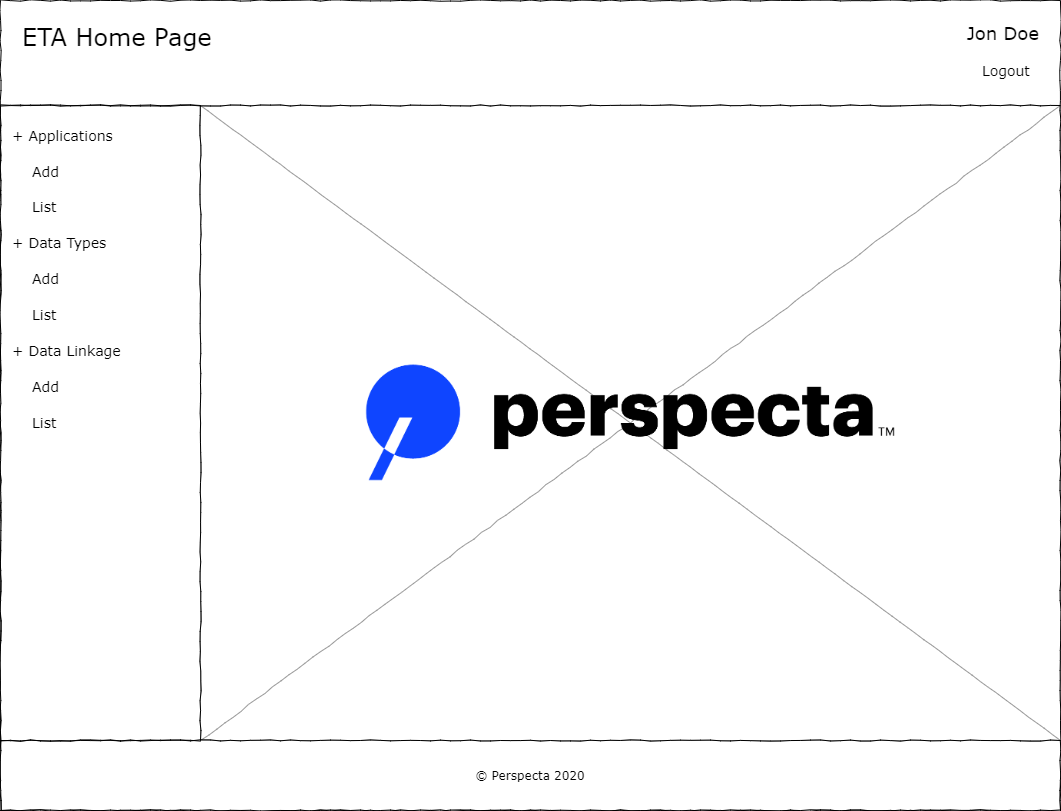 ETA Home Page
Jon Doe
Logout
+ Applications
Add
List
+ Data Types
Add
List
+ Data Linkage
Add
List
perspecta™
© Perspecta 2020